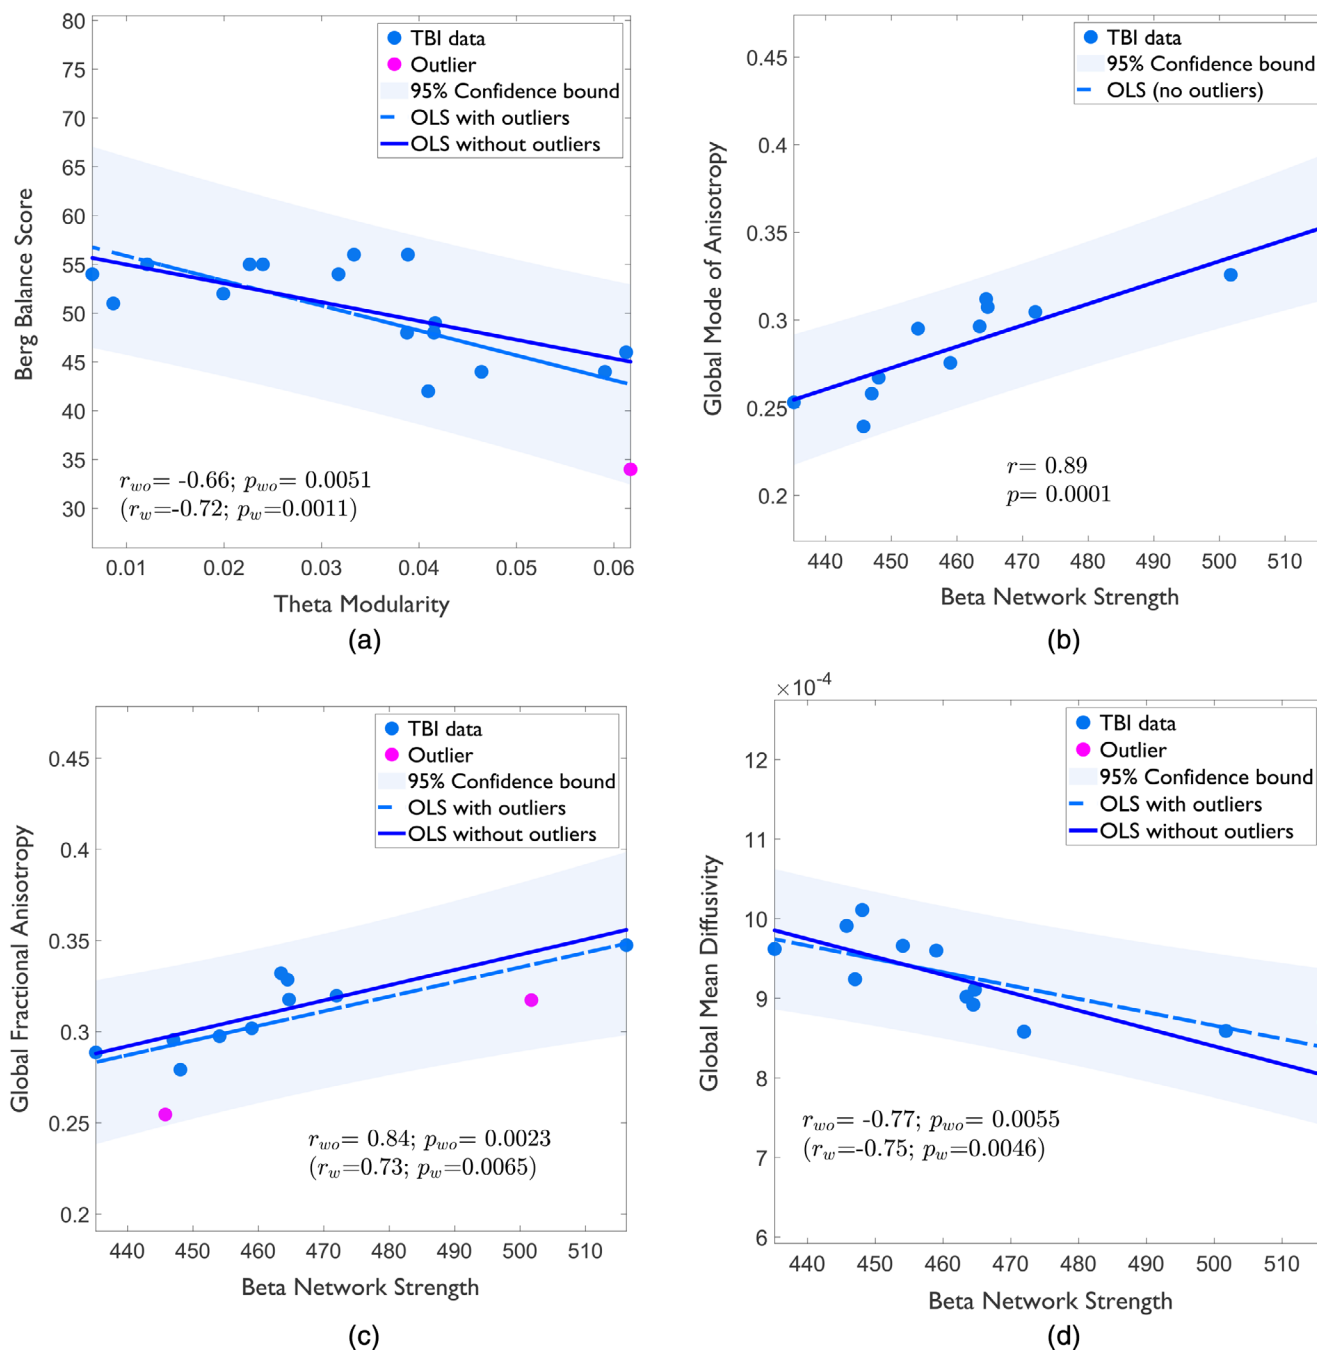 80
75
70
65
60
55
50
45
40
35
30
Berg Balance Score
TBI data
Outlier
95% Confidence bound
OLS with outliers
OLS without outliers
r_wo= -0.66; p_wo= 0.0051
(r_w=-0.72; p_w=0.0011)
0.01 0.02 0.03 0.04 0.05 0.06
Theta Modularity
(a)
0.45
0.4
0.35
0.3
0.25
0.2
Global Mode of Anisotropy
TBI data
95% Confidence bound
OLS (no outliers)
r= 0.89
p= 0.0001
440 450 460 470 480 490 500 510
Beta Network Strength
(b)
0.45
0.4
0.35
0.3
0.25
0.2
Global Fractional Anisotropy
TBI data
Outlier
95% Confidence bound
OLS with outliers
OLS without outliers
r_wo= 0.84; p_wo= 0.0023
(r_w=0.73; p_w=0.0065)
440 450 460 470 480 490 500 510
Beta Network Strength
(c)
×10-4
12
11
10
9
8
7
6
Global Mean Diffusivity
TBI data
Outlier
95% Confidence bound
OLS with outliers
OLS without outliers
r_wo= -0.77; p_wo= 0.0055
(r_w=-0.75; p_w=0.0046)
440 450 460 470 480 490 500 510
Beta Network Strength
(d)